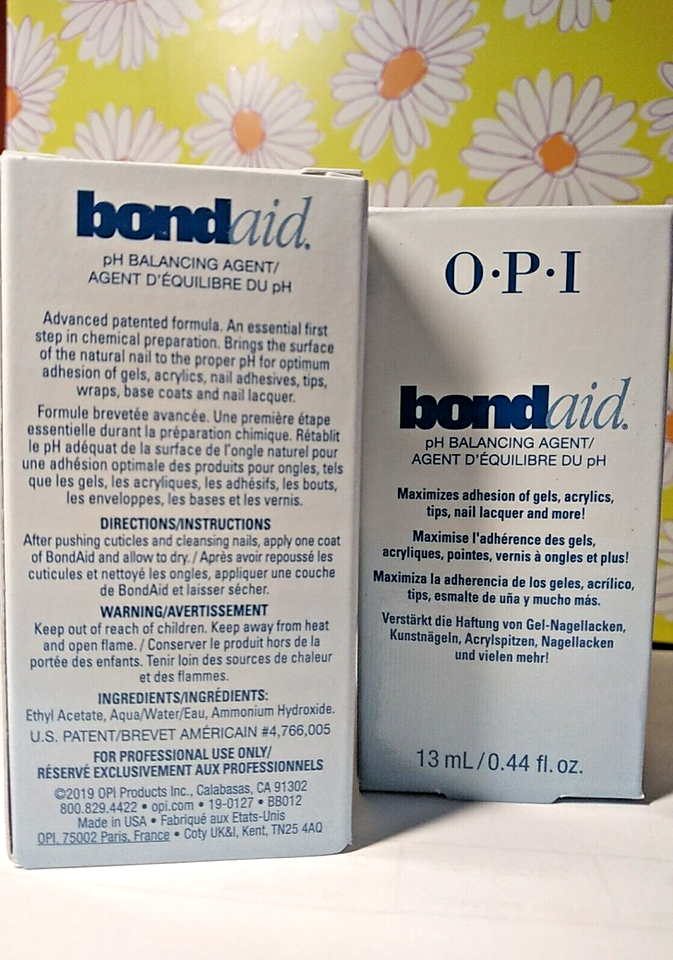 bondaid.
pH BALANCING AGENT/
AGENT D'ÉQUILIBRE DU pH
Advanced patented formula. An essential first
step in chemical preparation. Brings the surface
of the natural nail to the proper pH for optimum
adhesion of gels, acrylics, nail adhesives, tips,
wraps, base coats and nail lacquer.
Formule brevetée avancée. Une première étape
essentielle durant la préparation chimique. Rétablit
le pH adéquat de la surface de l'ongle naturel pour
une adhésion optimale des produits pour ongles, tels
que les gels, les acryliques, les adhésifs, les bouts,
les enveloppes, les bases et les vernis.
DIRECTIONS/INSTRUCTIONS
After pushing cuticles and cleansing nails, apply one coat
of BondAid and allow to dry. / Après avoir repoussé les
cuticules et nettoyé les ongles, appliquer une couche
de BondAid et laisser sécher.
WARNING/AVERTISSEMENT
Keep out of reach of children. Keep away from heat
and open flame. / Conserver le produit hors de la
portée des enfants. Tenir loin des sources de chaleur
et des flammes.
INGREDIENTS/INGRÉDIENTS:
Ethyl Acetate, Aqua/Water/Eau, Ammonium Hydroxide.
U.S. PATENT/BREVET AMÉRICAIN #4,766,005
FOR PROFESSIONAL USE ONLY/
RÉSERVÉ EXCLUSIVEMENT AUX PROFESSIONNELS
©2019 OPI Products Inc., Calabasas, CA 91302
800.829.4422 • opi.com • 19-0127 • BB012
Made in USA • Fabriqué aux Etats-Unis
OPI, 75002 Paris, France • Coty UK&I, Kent, TN25 4AQ
O·P·I
bondaid.
pH BALANCING AGENT/
AGENT D'ÉQUILIBRE DU pH
Maximizes adhesion of gels, acrylics,
tips, nail lacquer and more!
Maximise l'adhérence des gels,
acryliques, pointes, vernis à ongles et plus!
Maximiza la adherencia de los geles, acrílico,
tips, esmalte de uña y mucho más.
Verstärkt die Haftung von Gel-Nagellacken,
Kunstnägeln, Acrylspitzen, Nagellacken
und vielen mehr!
13 mL/0.44 fl.oz.